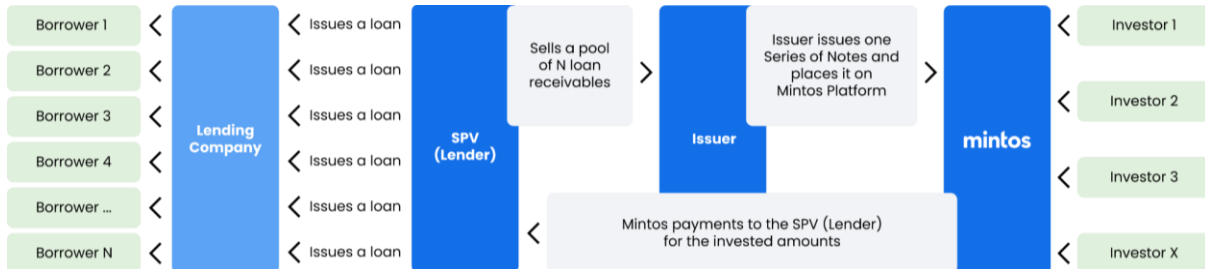 Borrower 1
Borrower 2
Borrower 3
Borrower 4
Borrower ...
Borrower N
Lending
Company
Issues a loan
Issues a loan
Issues a loan
Issues a loan
Issues a loan
Issues a loan
SPV
(Lender)
Sells a pool
of N loan
receivables
Issuer
Issuer issues one
Series of Notes and
places it on
Mintos Platform
Mintos payments to the SPV (Lender)
for the invested amounts
mintos
Investor 1
Investor 2
Investor 3
Investor X